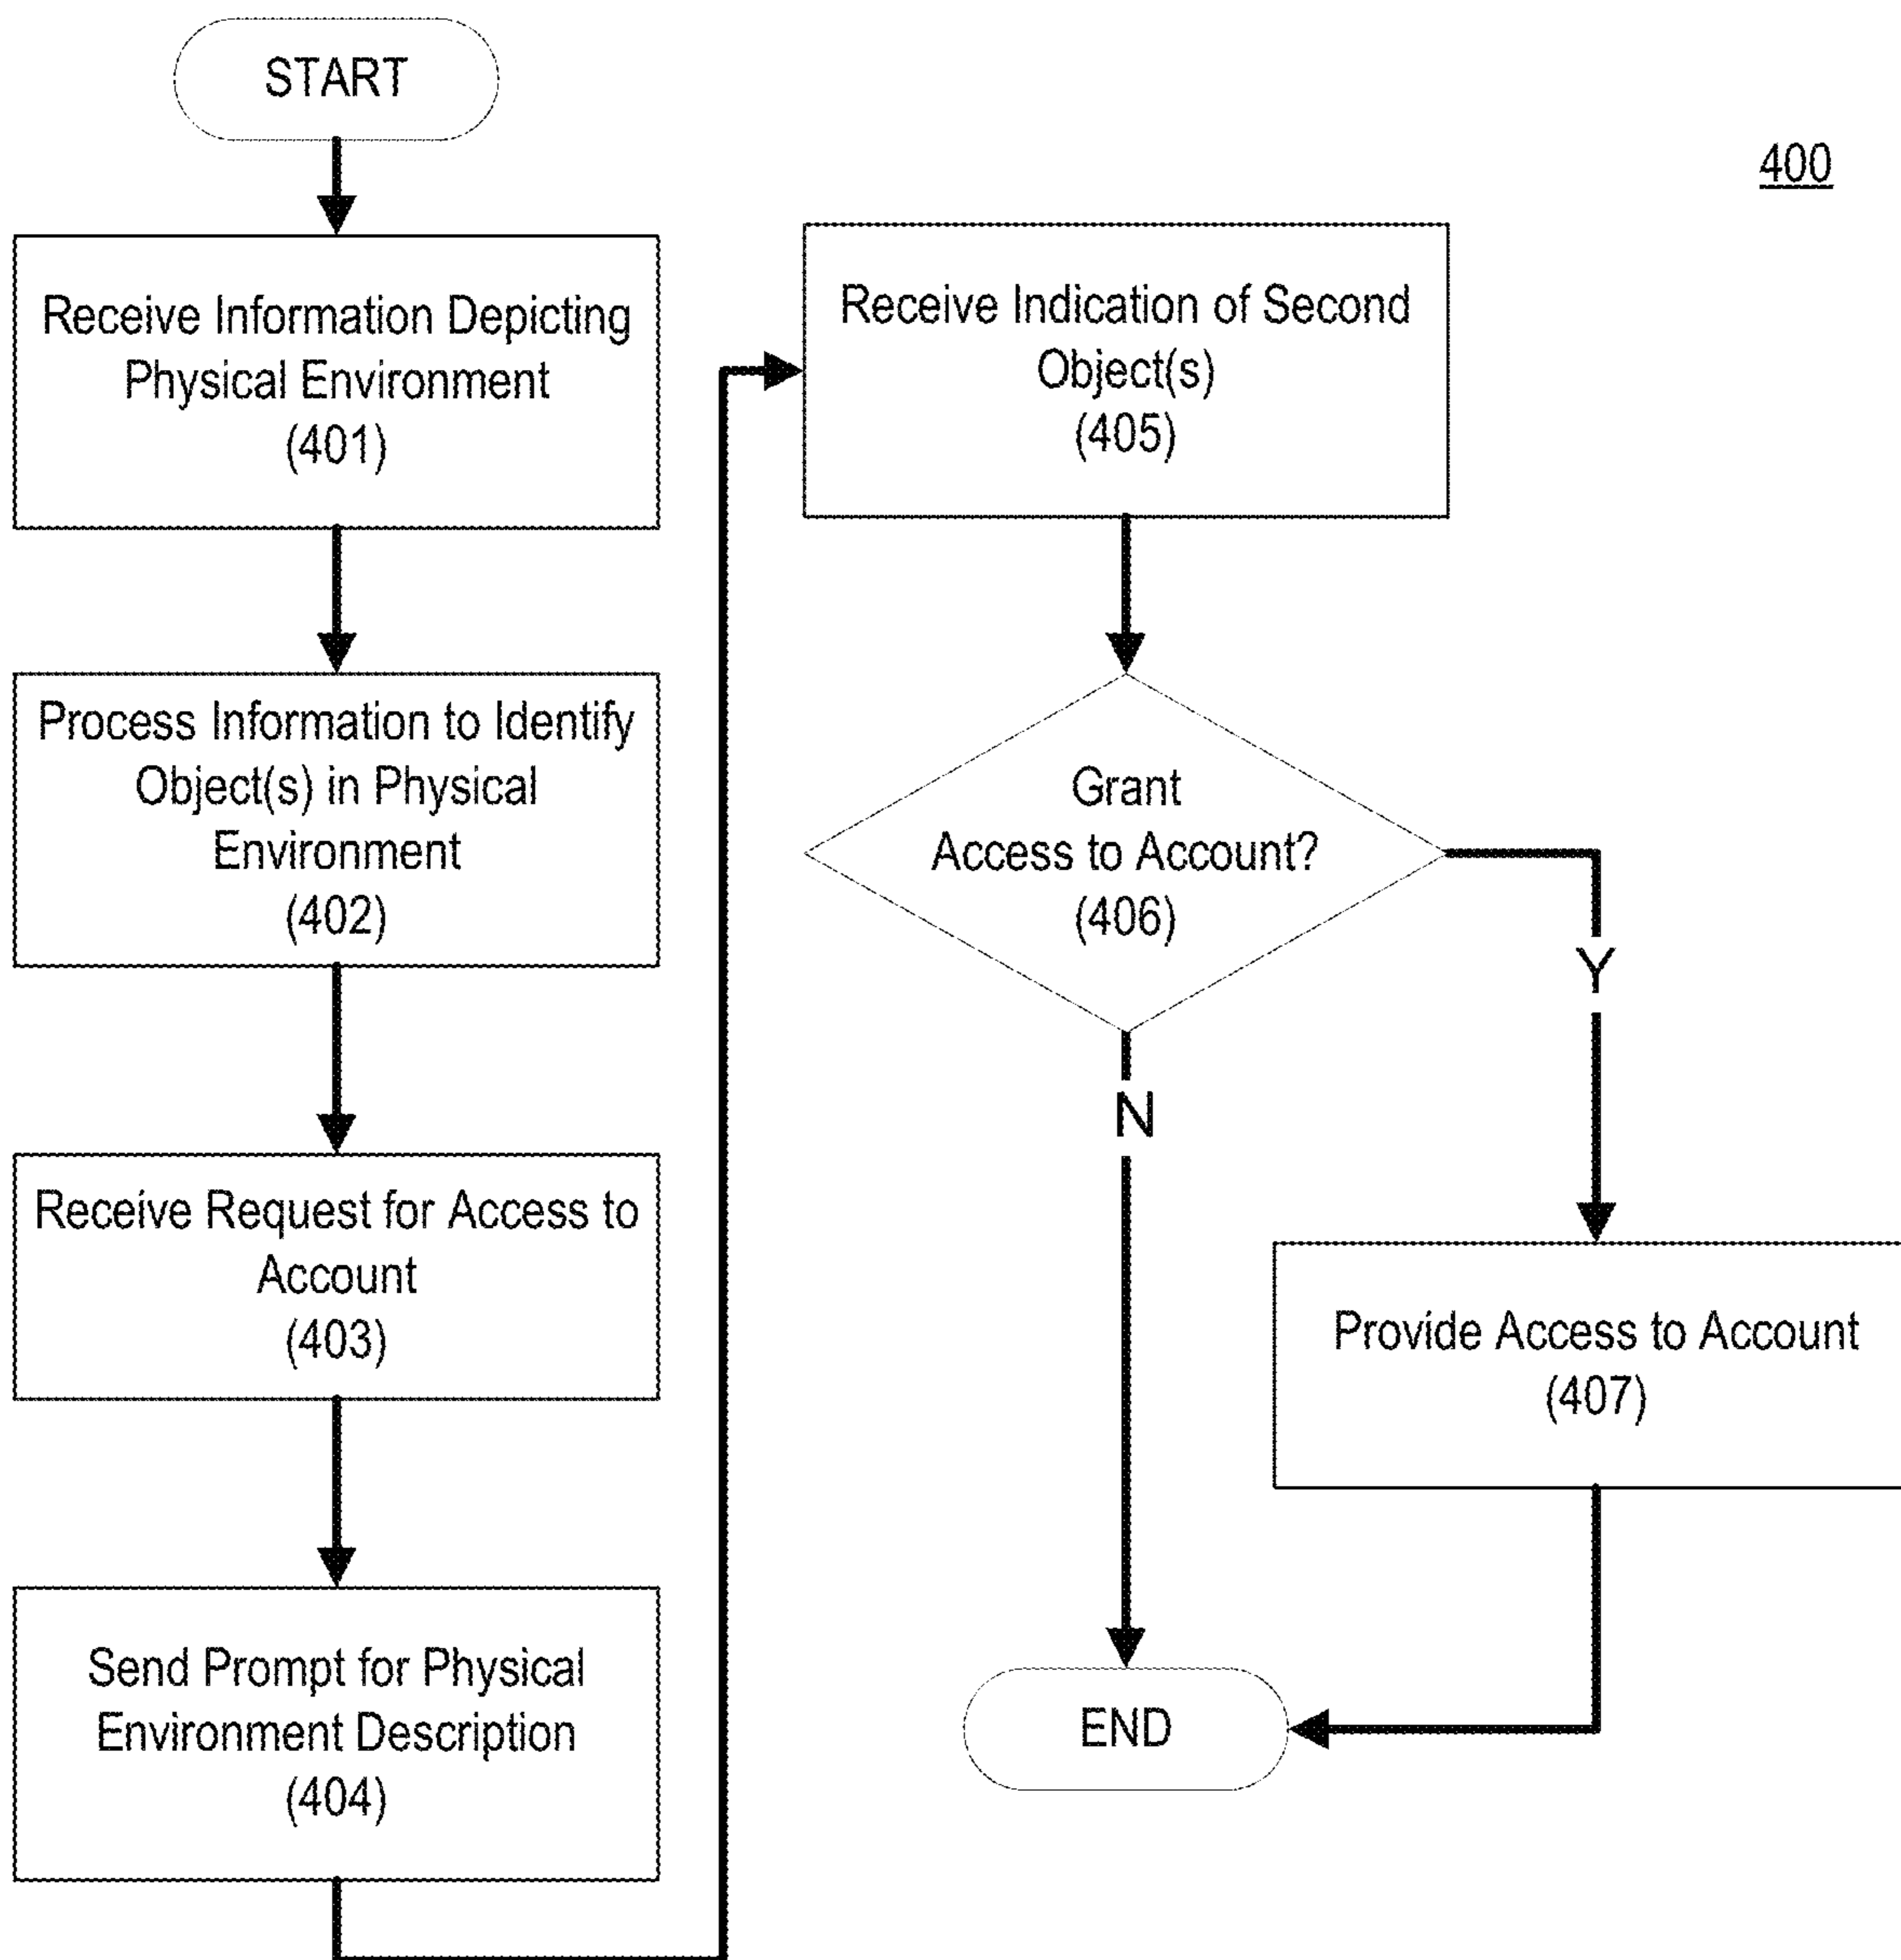 START
400
Receive Information Depicting
Physical Environment
(401)
Process Information to Identify
Object(s) in Physical
Environment
(402)
Receive Request for Access to
Account
(403)
Send Prompt for Physical
Environment Description
(404)
Receive Indication of Second
Object(s)
(405)
Grant
Access to Account?
(406)
Y
N
Provide Access to Account
(407)
END